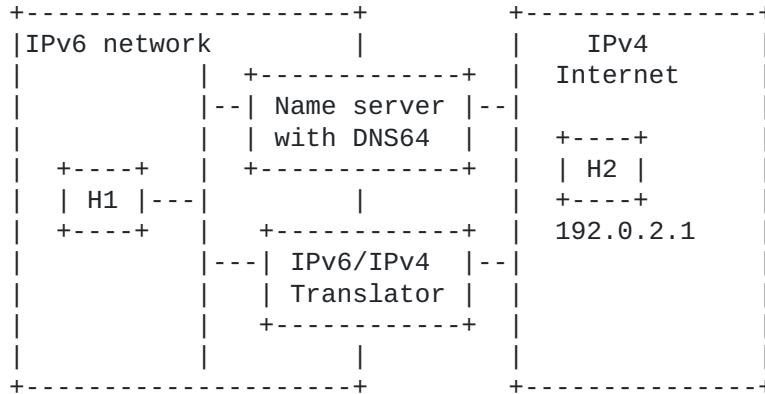 IPv6 network
IPv4
Internet
Name server
with DNS64
H1
H2
192.0.2.1
IPv6/IPv4
Translator